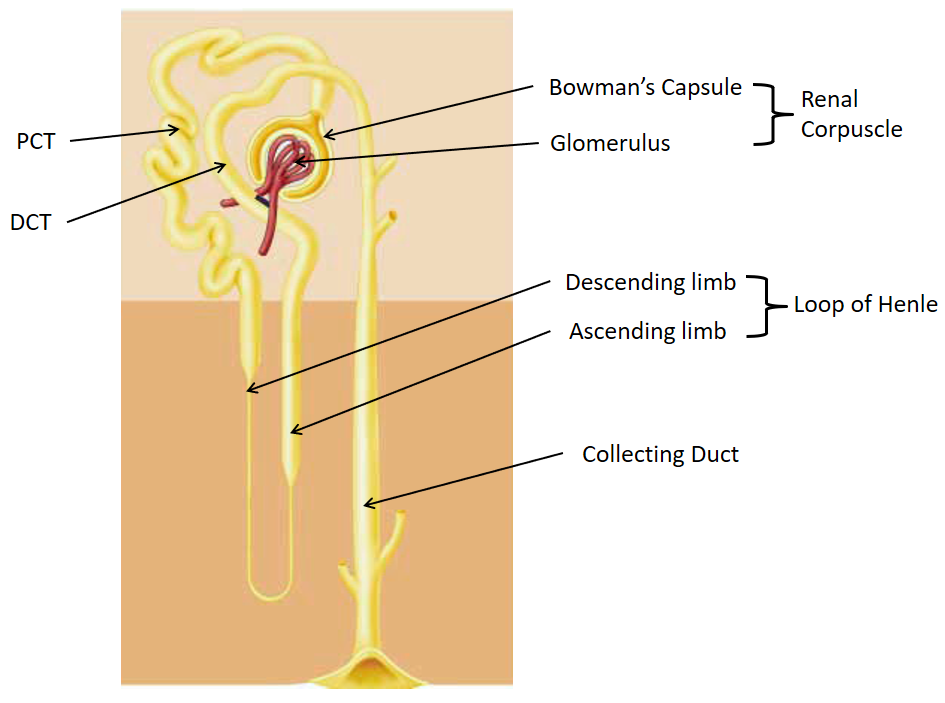 Bowman’s Capsule
Renal
Corpuscle
Glomerulus
PCT
DCT
Descending limb
Loop of Henle
Ascending limb
Collecting Duct